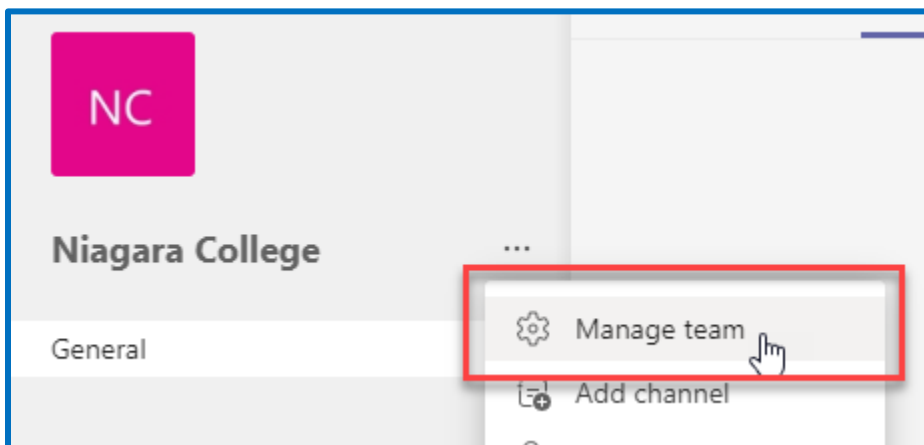 NC
Niagara College
...
Manage team
General
Add channel